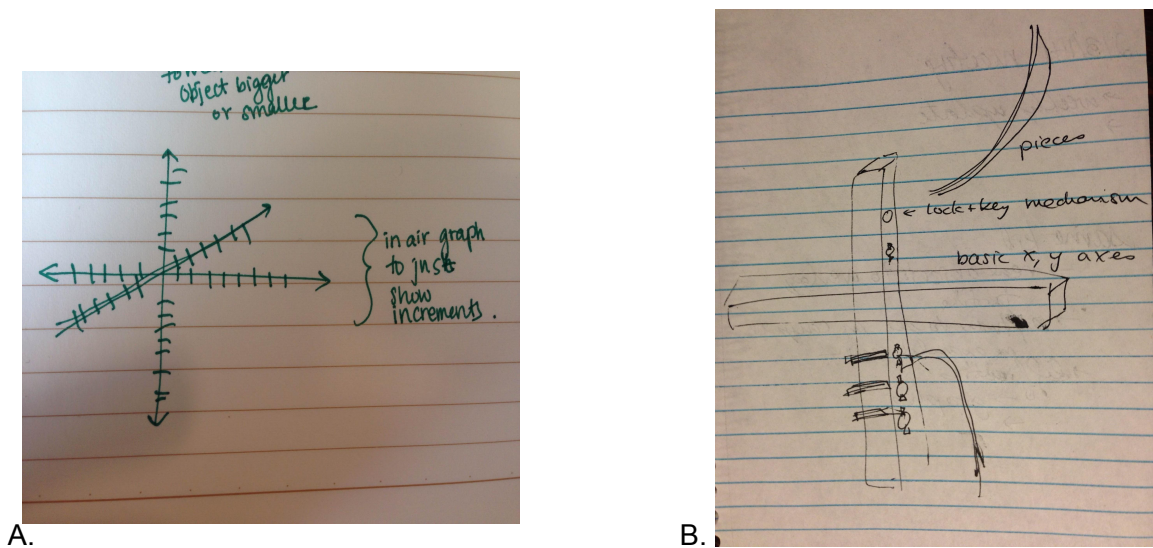 object bigger
or smaller
in air graph
to just
show
increments.
A.
pieces
← lock+key mechanism
basic x, y axes
B.